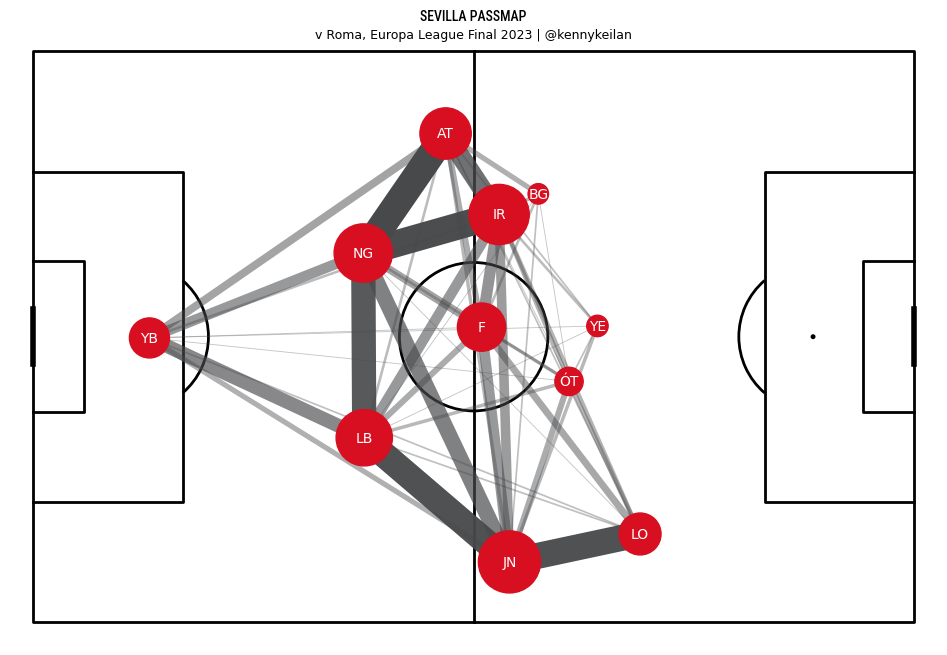 SEVILLA PASSMAP
v Roma, Europa League Final 2023 | @kennykeilan
AT
BG
IR
NG
YE
F
YB
ÓT
LB
LO
JN